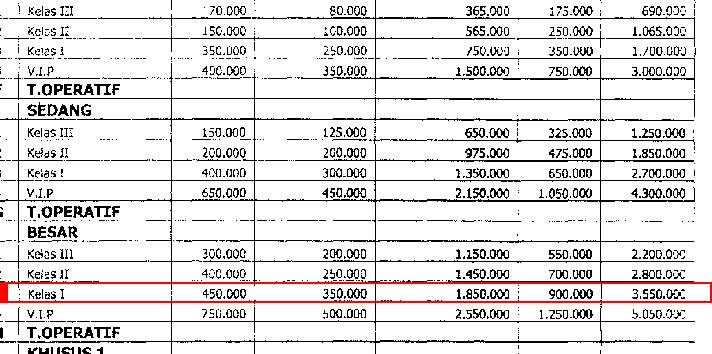 Kelas III 70.000 80.000 365.000 175.000 690.000
Kelas II 150.000 100.000 565.000 250.000 1.065.000
Kelas I 350.000 250.000 750.000 350.000 1.700.000
V.I.P 400.000 350.000 1.500.000 750.000 3.000.000
T.OPERATIF
SEDANG
Kelas III 150.000 125.000 650.000 325.000 1.250.000
Kelas II 200.000 200.000 975.000 475.000 1.850.000
Kelas I 400.000 300.000 1.350.000 650.000 2.700.000
V.I.P 650.000 450.000 2.150.000 1.050.000 4.300.000
T.OPERATIF
BESAR
Kelas III 300.000 200.000 1.150.000 550.000 2.200.000
Kelas II 400.000 250.000 1.450.000 700.000 2.800.000
Kelas I 450.000 350.000 1.850.000 900.000 3.550.000
V.I.P 750.000 500.000 2.550.000 1.250.000 5.050.000
T.OPERATIF
KHUSUS 1